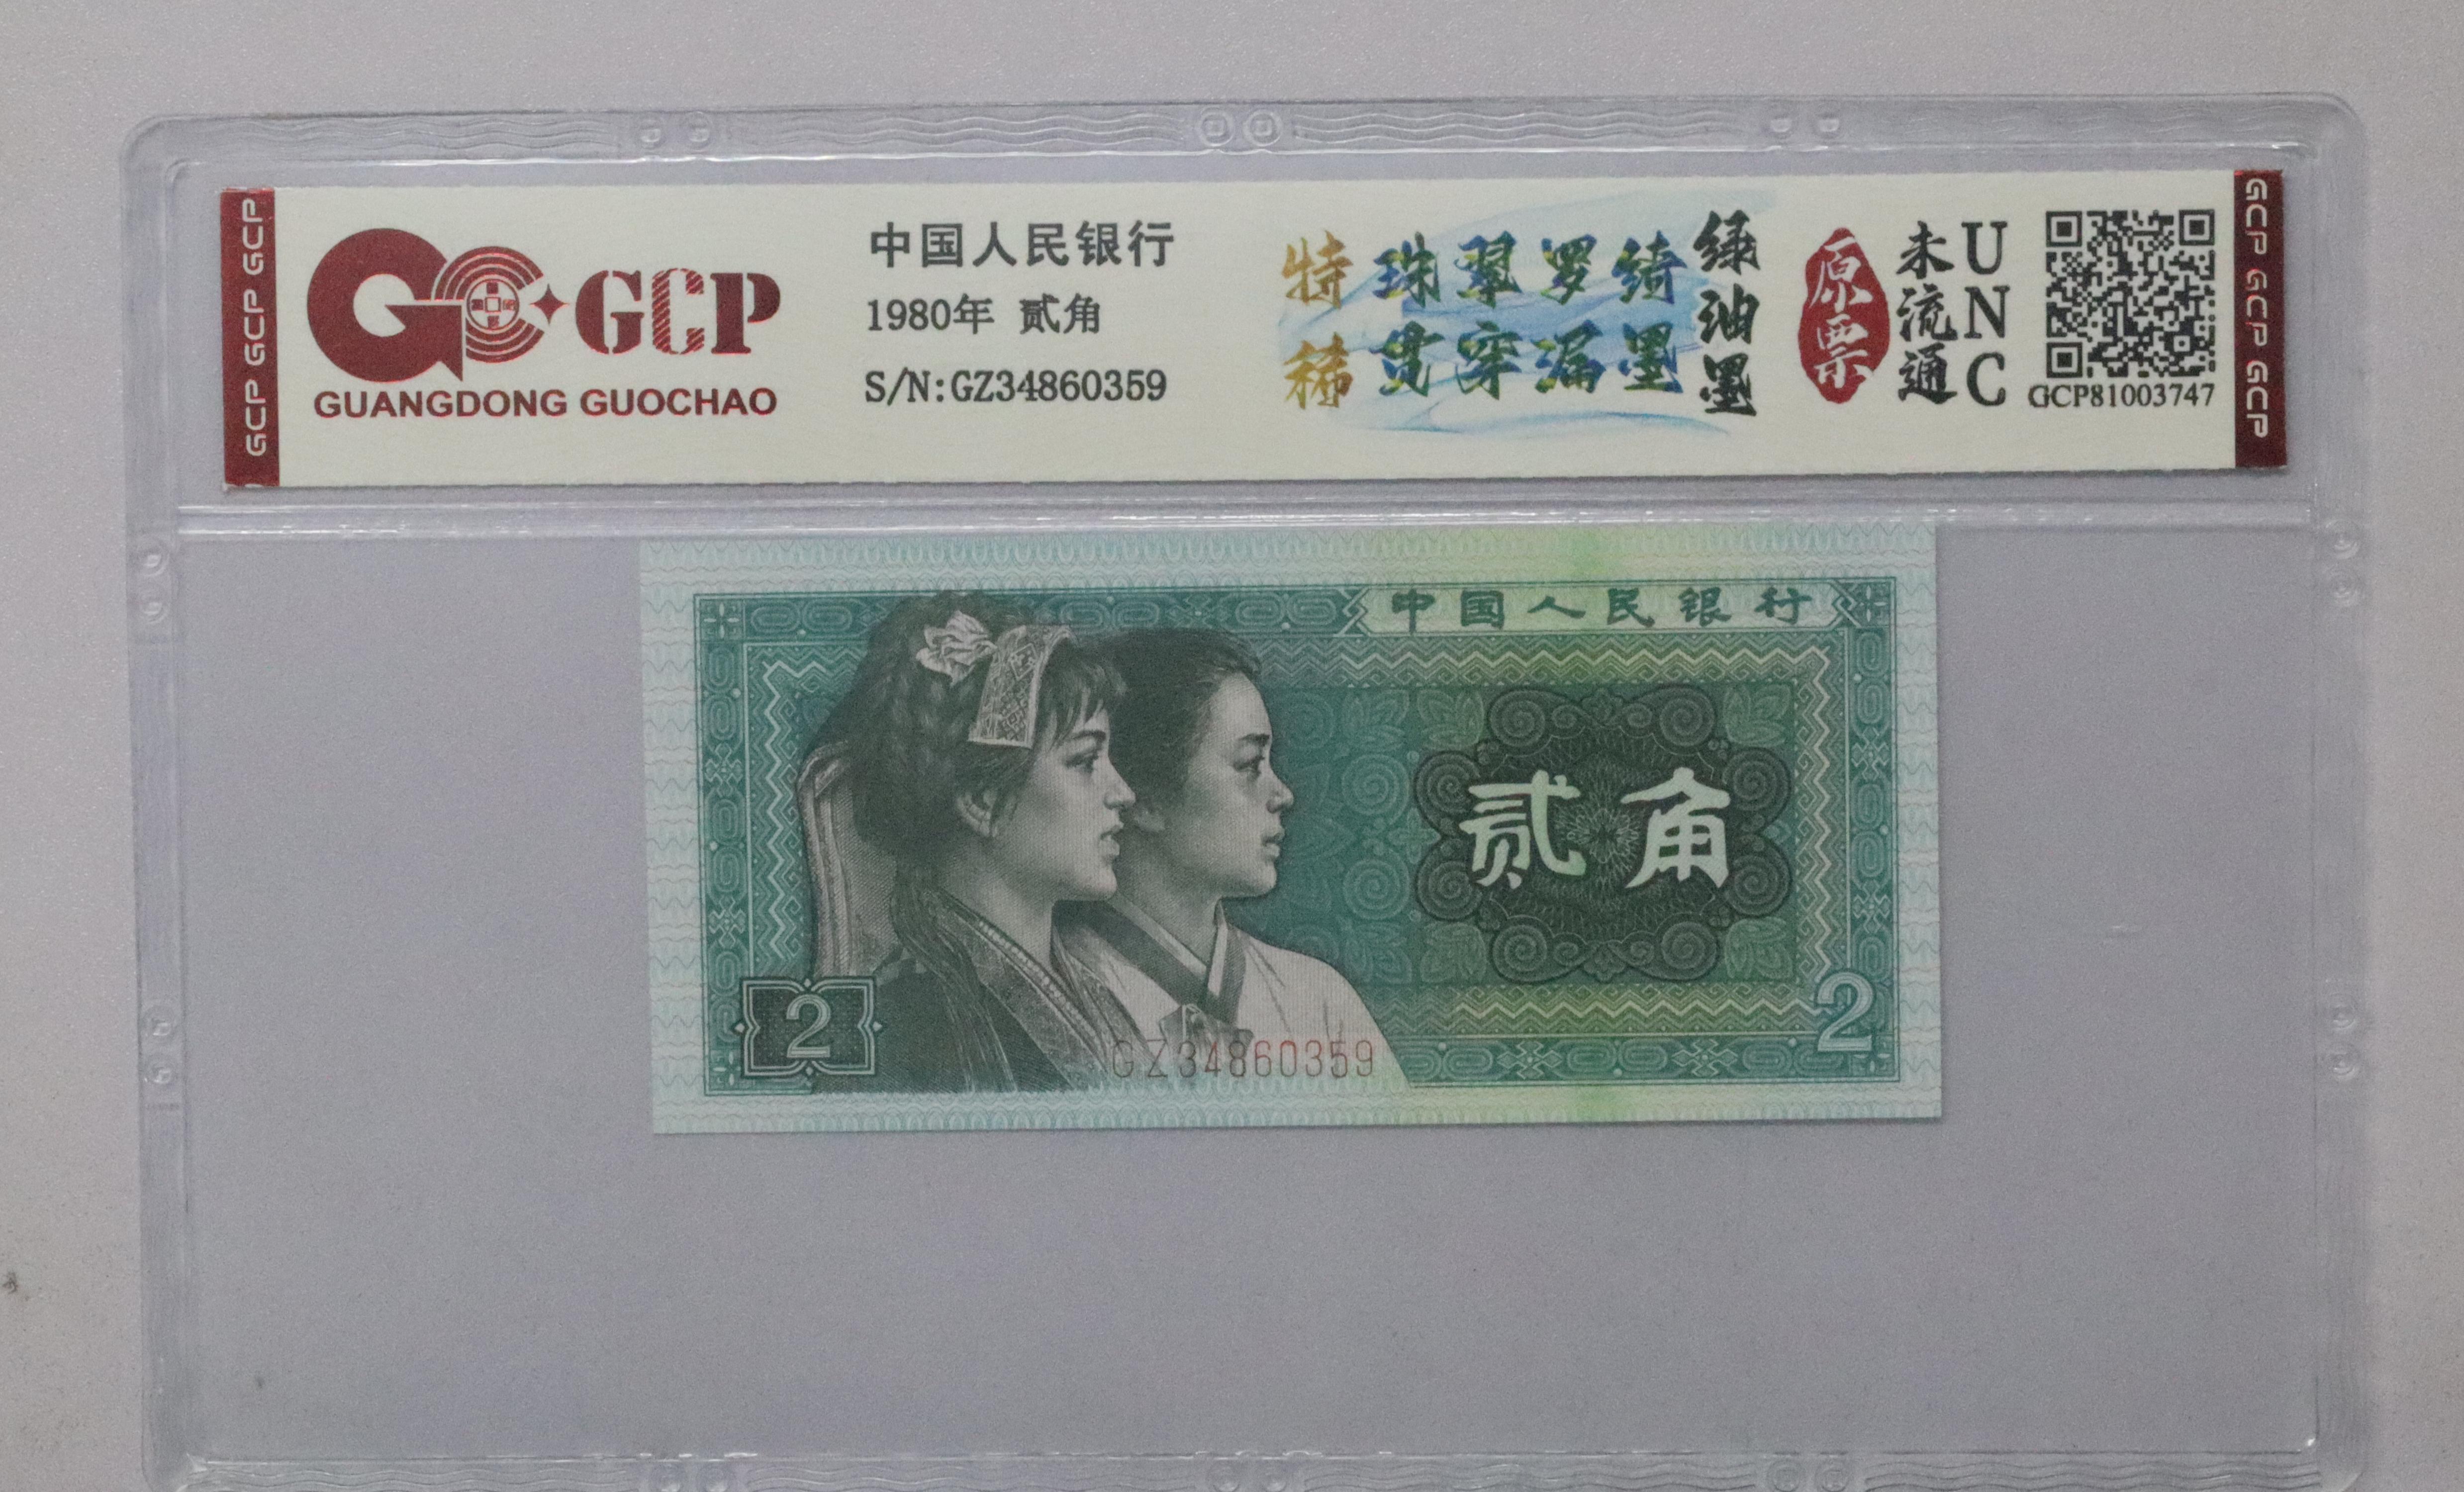 GCP GCP GCP
GCP
GUANGDONG GUOCHAO
中国人民银行
1980年 贰角
S/N:GZ34860359
特稀
珠翠罗绮
贯穿漏墨
绿油墨
原票
未流通
UNC
GCP81003747
GCP GCP GCP
中国人民银行
贰角
2
2
GZ34860359